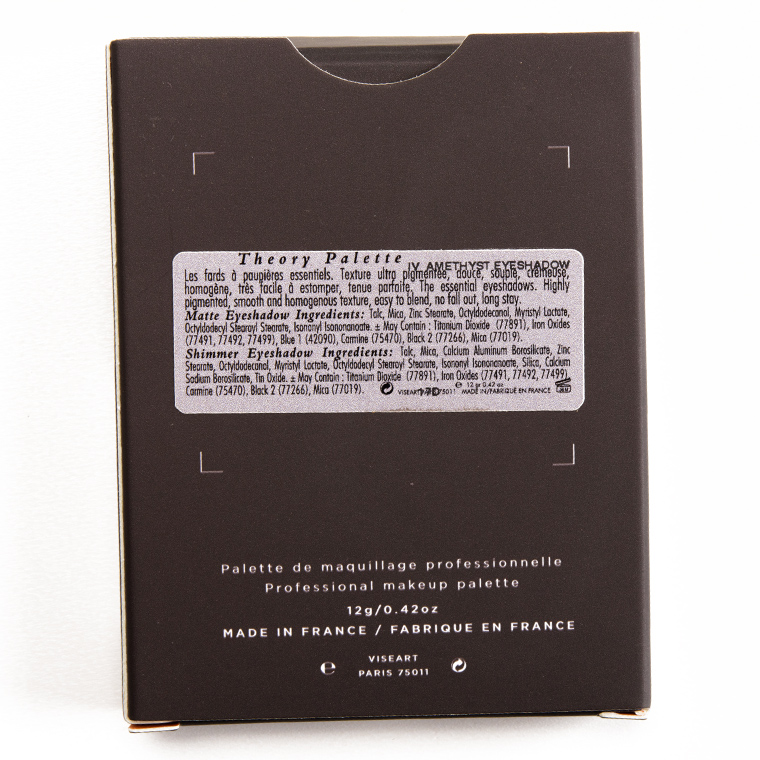 Theory Palette
IV AMETHYST EYESHADOW
Les fards à paupières essentiels. Texture ultra pigmentée, douce, souple, crémeuse,
homogène, très facile à estomper, tenue parfaite. The essential eyeshadows. Highly
pigmented, smooth and homogenous texture, easy to blend, no fall out, long stay.
Matte Eyeshadow Ingredients: Talc, Mica, Zinc Stearate, Octyldodecanol, Myristyl Lactate,
Octyldodecyl Stearoyl Stearate, Isononyl Isononanoate. ± May Contain : Titanium Dioxide (77891), Iron Oxides
(77491, 77492, 77499), Blue 1 (42090), Carmine (75470), Black 2 (77266), Mica (77019).
Shimmer Eyeshadow Ingredients: Talc, Mica, Calcium Aluminum Borosilicate, Zinc
Stearate, Octyldodecanol, Myristyl Lactate, Octyldodecyl Stearoyl Stearate, Isononyl Isononanoate, Silica, Calcium
Sodium Borosilicate, Tin Oxide. ± May Contain : Titanium Dioxide (77891), Iron Oxides (77491, 77492, 77499),
Carmine (75470), Black 2 (77266), Mica (77019).
e 12 gr 0.42 oz
VISEART 75011 MADE IN/FABRIQUÉ EN FRANCE
Palette de maquillage professionnelle
Professional makeup palette
12g/0.42oz
MADE IN FRANCE / FABRIQUE EN FRANCE
e VISEART
PARIS 75011